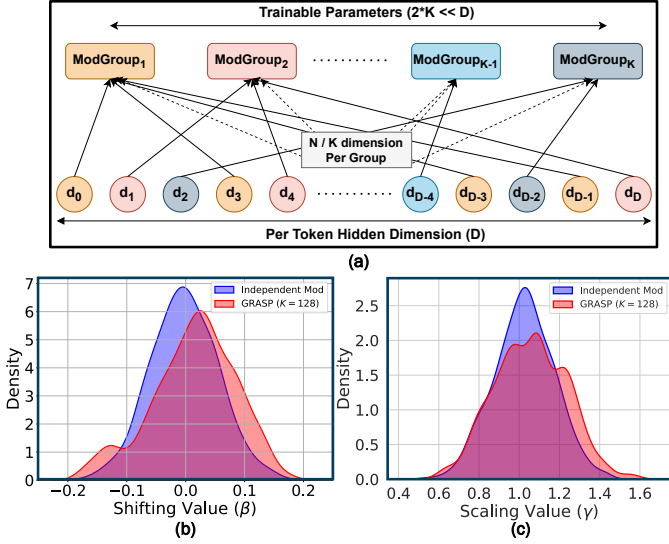 Trainable Parameters (2*K << D)
ModGroup1 ModGroup2 ·········· ModGroupK-1 ModGroupK
N / K dimension
Per Group
d0 d1 d2 d3 d4 ·········· dD-4 dD-3 dD-2 dD-1 dD
Per Token Hidden Dimension (D)
(a)
Density
7
6
5
4
3
2
1
0
Independent Mod
GRASP (K = 128)
−0.2 −0.1 0.0 0.1 0.2
Shifting Value (β)
(b)
Density
2.5
2.0
1.5
1.0
0.5
0.0
Independent Mod
GRASP (K = 128)
0.4 0.6 0.8 1.0 1.2 1.4 1.6
Scaling Value (γ)
(c)